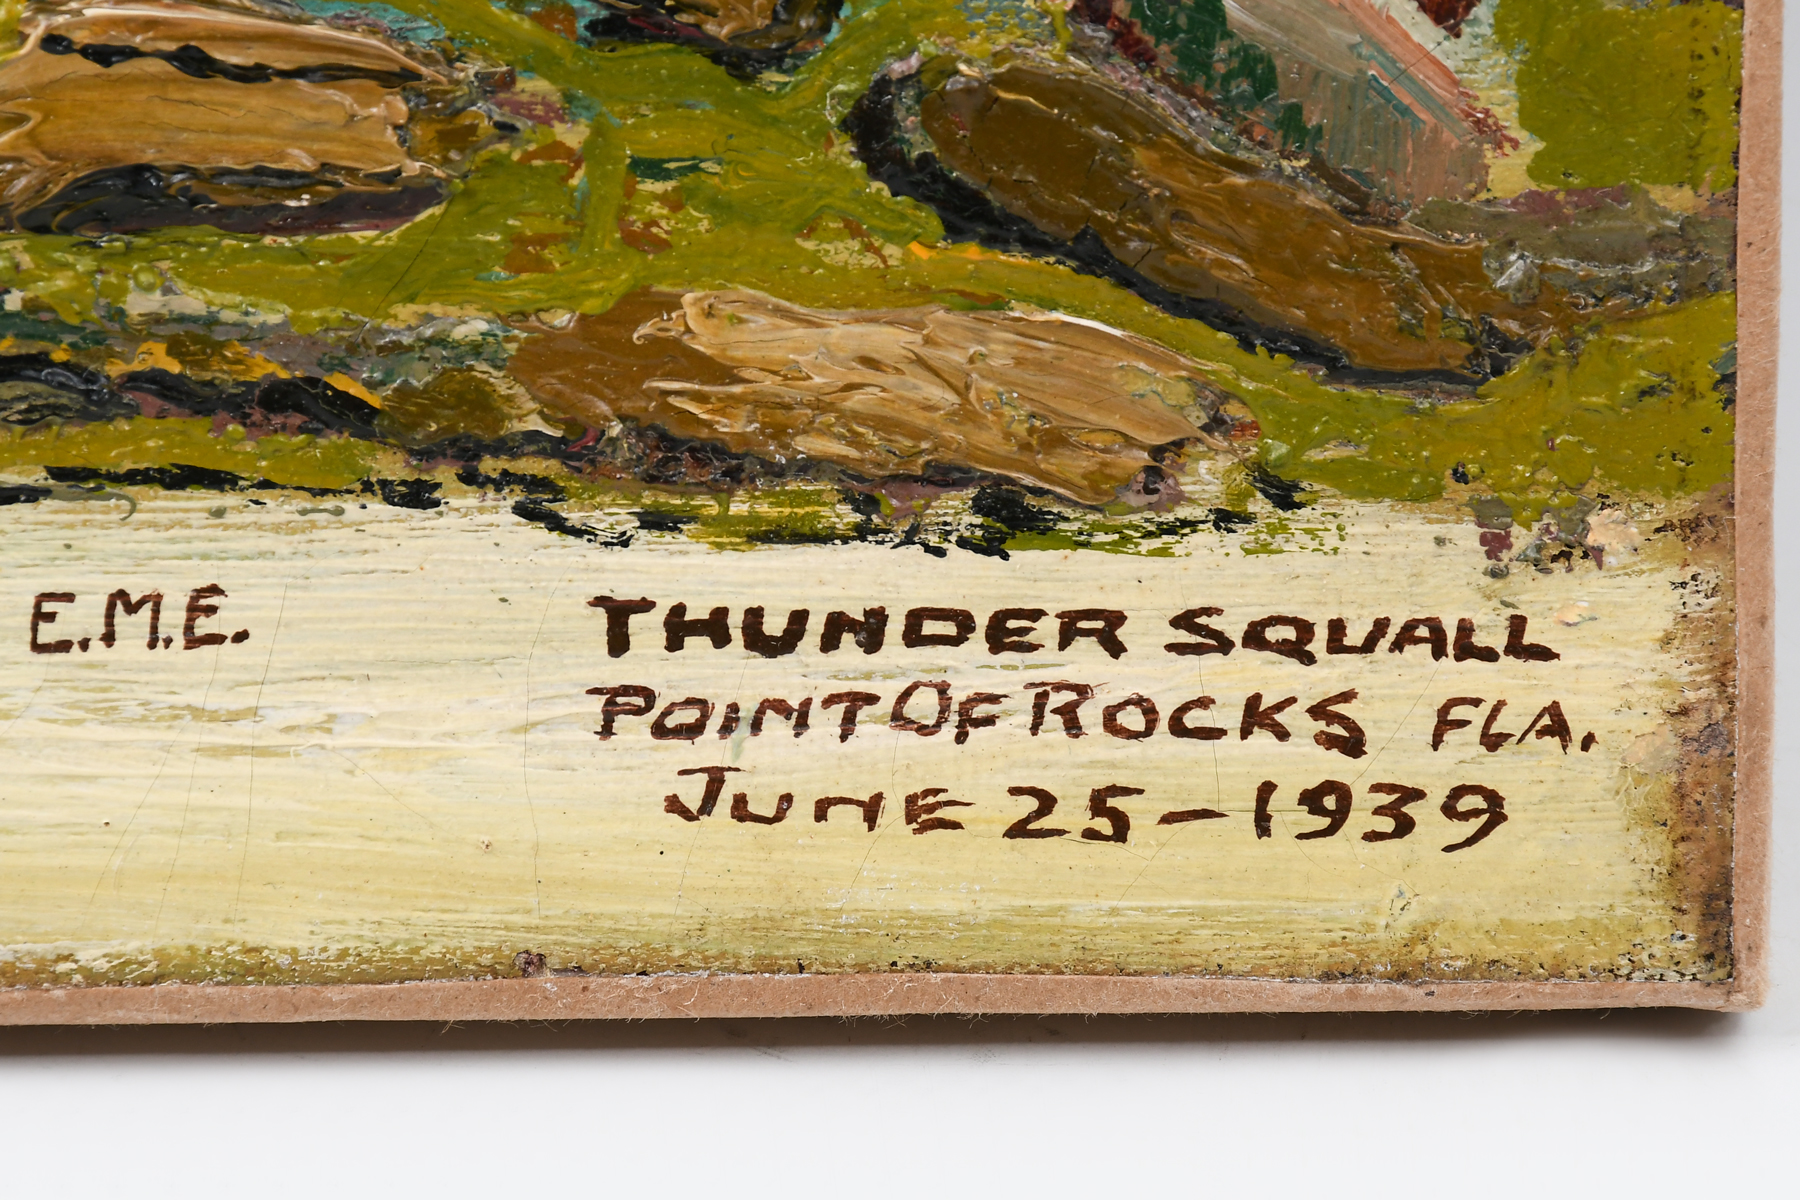 E.M.E.
THUNDER SQUALL
POINT OF ROCKS FLA.
JUNE 25-1939